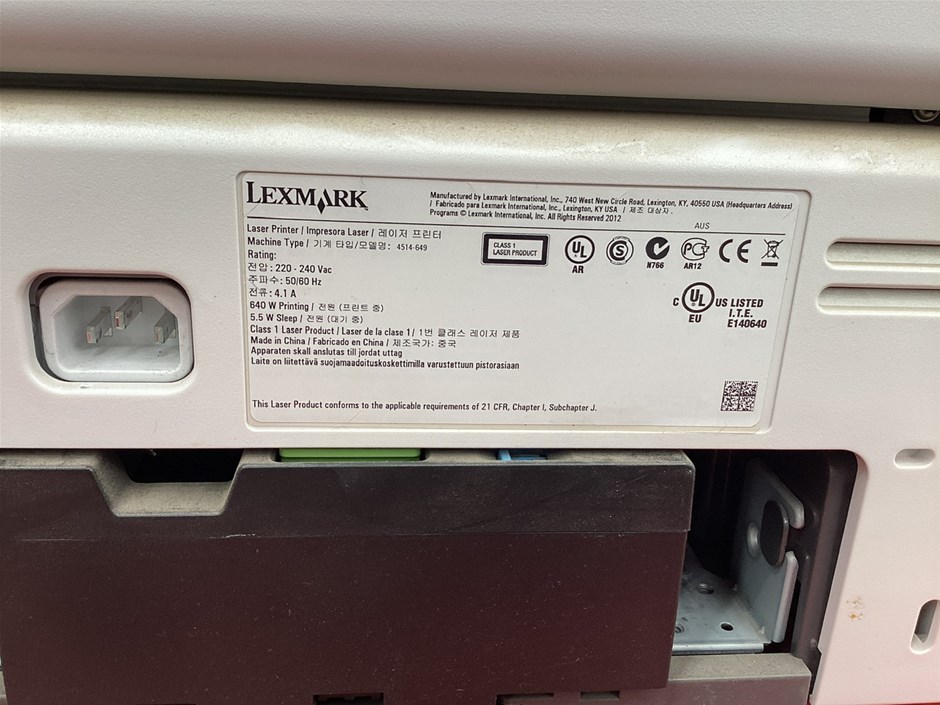 LEXMARK
Manufactured by Lexmark International, Inc., 740 West New Circle Road, Lexington, KY, 40550 USA (Headquarters Address)
/ Fabricado para Lexmark International, Inc., Lexington, KY USA / 제조 대상자.
Programs © Lexmark International, Inc. All Rights Reserved 2012
Laser Printer / Impresora Laser / 레이저 프린터
Machine Type / 기계 타입/모델명: 4514-649
Rating:
전압: 220 - 240 Vac
주파수: 50/60 Hz
전류: 4.1 A
640 W Printing / 전원 (프린트 중)
5.5 W Sleep / 전원 (대기 중)
Class 1 Laser Product / Laser de la clase 1 / 1번 클래스 레이저 제품
Made in China / Fabricado en China / 제조국가: 중국
Apparaten skall anslutas till jordat uttag
Laite on liitettävä suojamaadoituskoskettimilla varustettuun pistorasiaan
This Laser Product conforms to the applicable requirements of 21 CFR, Chapter I, Subchapter J.
AUS
CLASS 1
LASER PRODUCT
UL
AR
S
N766
AR12
CE
C UL US LISTED
EU
I.T.E.
E140640